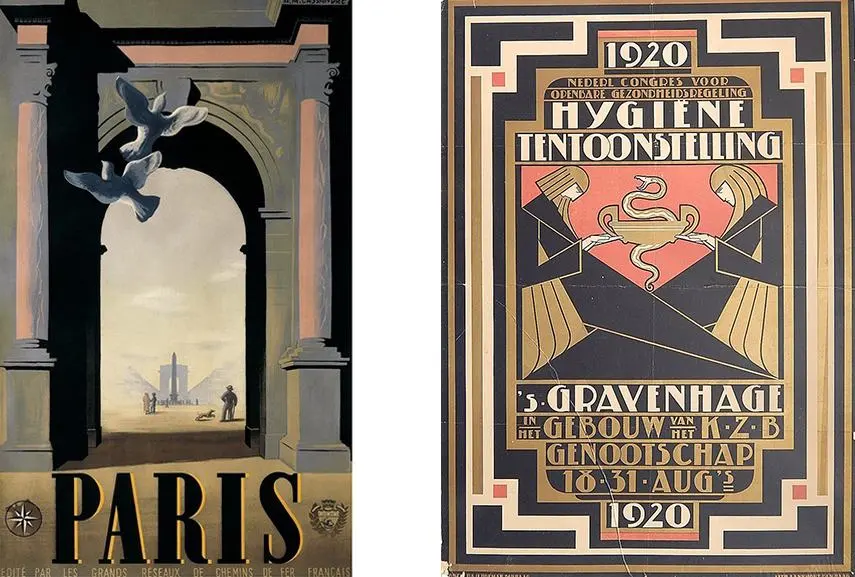 A.M.CASSANDRE
PARIS
EDITÉ PAR LES GRANDS RÉSEAUX DE CHEMINS DE FER FRANÇAIS
1920
NEDERL CONGRES VOOR
OPENBARE GEZONDHEIDSREGELING
HYGIËNE
TENTOONSTELLING
'S·GRAVENHAGE
IN HET GEBOUW VAN HET K·Z·B
GENOOTSCHAP
18·31·AUG'S
1920